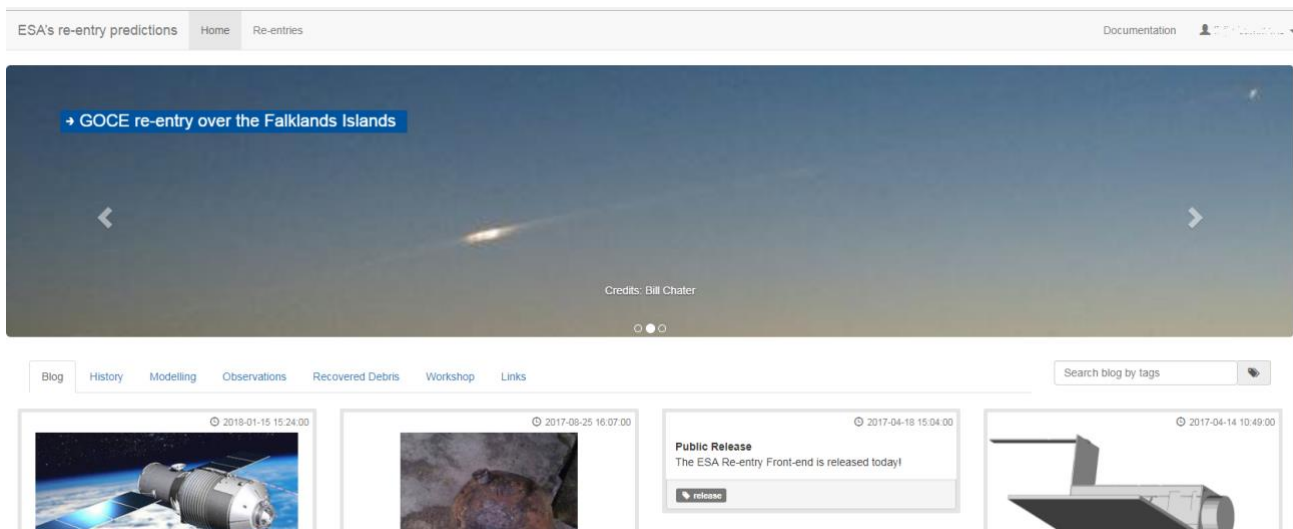 ESA's re-entry predictions Home Re-entries Documentation
→ GOCE re-entry over the Falklands Islands
Credits: Bill Chater
Blog History Modelling Observations Recovered Debris Workshop Links Search blog by tags
2018-01-15 15:24:00
2017-08-25 16:07:00
2017-04-18 15:04:00
Public Release
The ESA Re-entry Front-end is released today!
release
2017-04-14 10:49:00